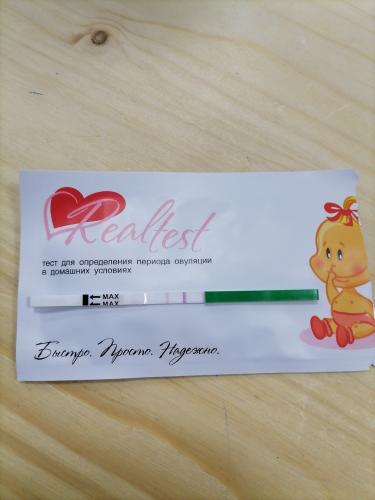 Realtest
тест для определения периода овуляции
в домашних условиях
MAX
MAX
Быстро. Просто. Надежно.